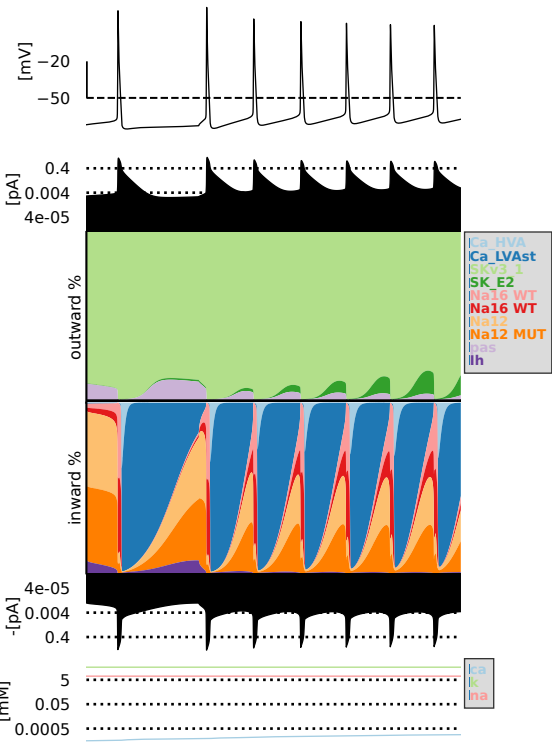 [mV]
−20
−50
[pA]
0.4
0.004
4e-05
outward %
Ca_HVA
Ca_LVAst
SKv3_1
SK_E2
Na16 WT
Na16 WT
Na12
Na12 MUT
pas
Ih
inward %
-[pA]
4e-05
0.004
0.4
[mM]
5
0.05
0.0005
ca
k
na